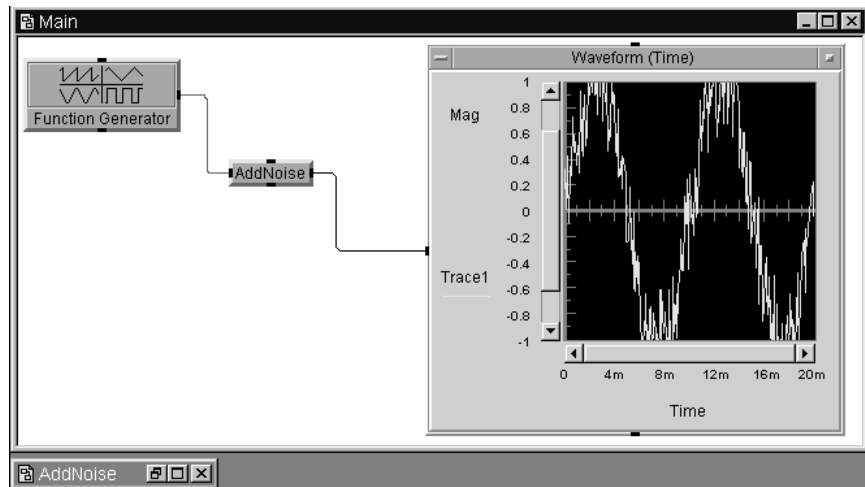 Main
Function Generator
AddNoise
Waveform (Time)
Mag
Trace1
1
0.8
0.6
0.4
0.2
0
-0.2
-0.4
-0.6
-0.8
-1
0 4m 8m 12m 16m 20m
Time
AddNoise